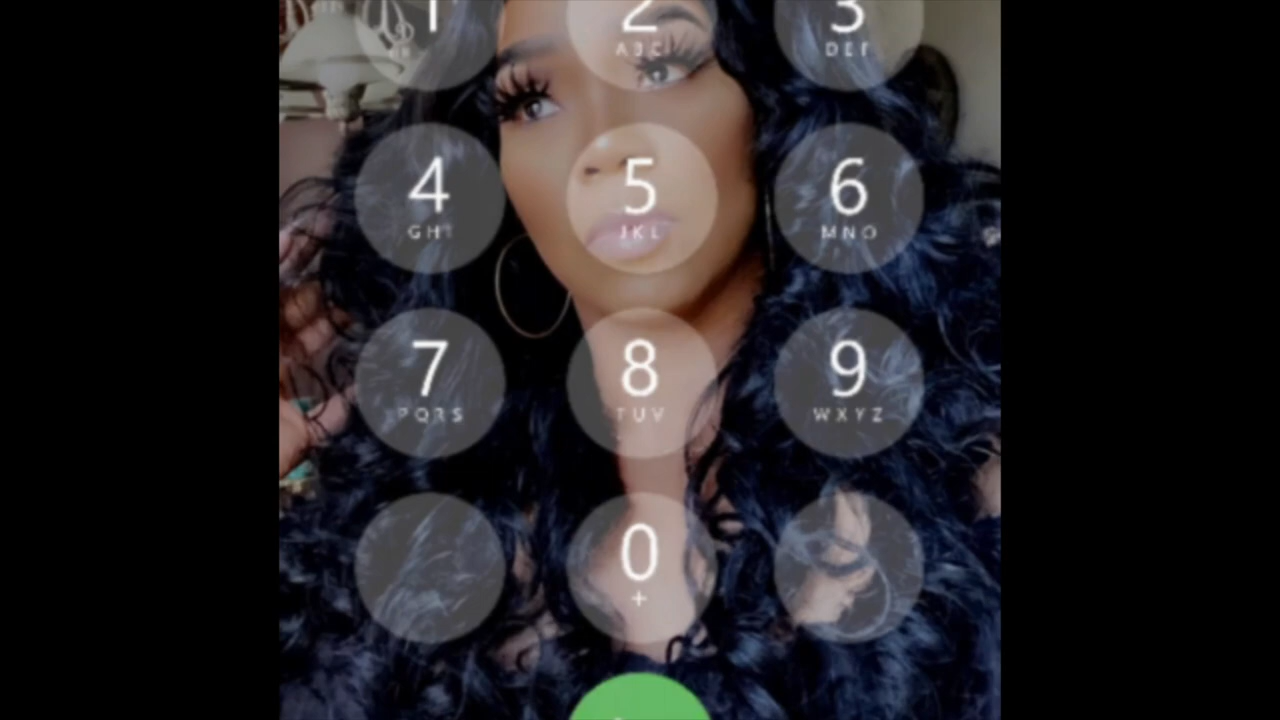 1 2 3
ABC DEF
4 5 6
GHI JKL MNO
7 8 9
PQRS TUV WXYZ
0
+